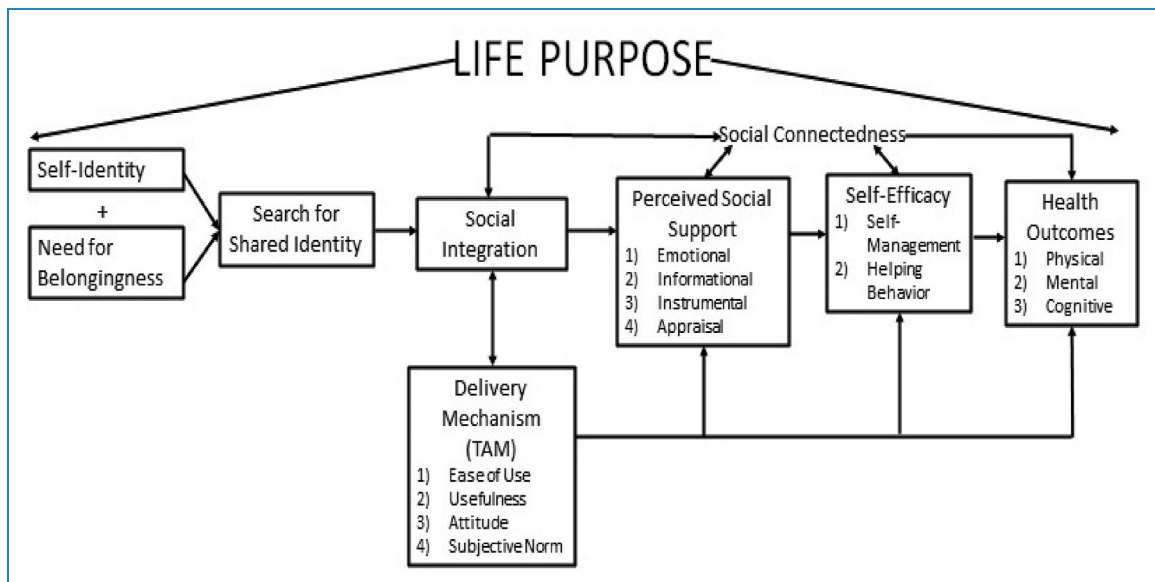 LIFE PURPOSE
Social Connectedness
Self-Identity
+
Need for
Belongingness
Search for
Shared Identity
Social
Integration
Perceived Social
Support
1) Emotional
2) Informational
3) Instrumental
4) Appraisal
Self-Efficacy
1) Self-
Management
2) Helping
Behavior
Health
Outcomes
1) Physical
2) Mental
3) Cognitive
Delivery
Mechanism
(TAM)
1) Ease of Use
2) Usefulness
3) Attitude
4) Subjective Norm